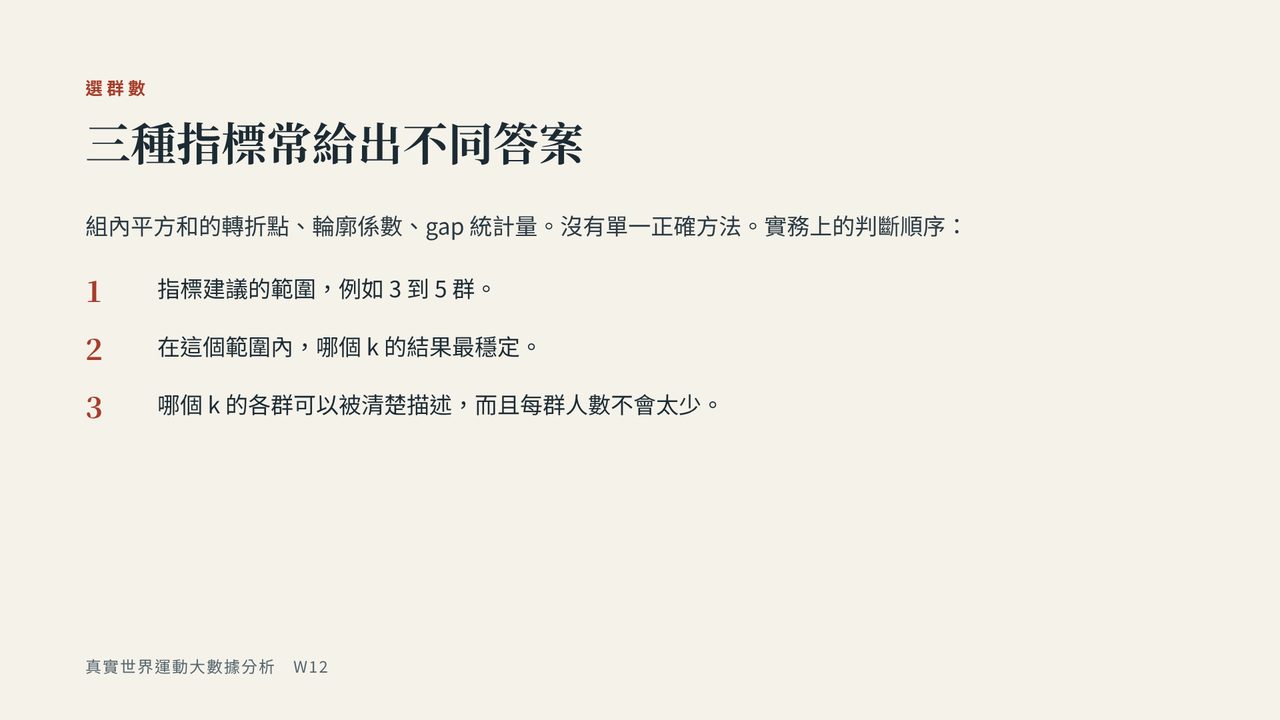 選群數
三種指標常給出不同答案
組內平方和的轉折點、輪廓係數、gap 統計量。沒有單一正確方法。實務上的判斷順序：
1 指標建議的範圍，例如 3 到 5 群。
2 在這個範圍內，哪個 k 的結果最穩定。
3 哪個 k 的各群可以被清楚描述，而且每群人數不會太少。
真實世界運動大數據分析 W12